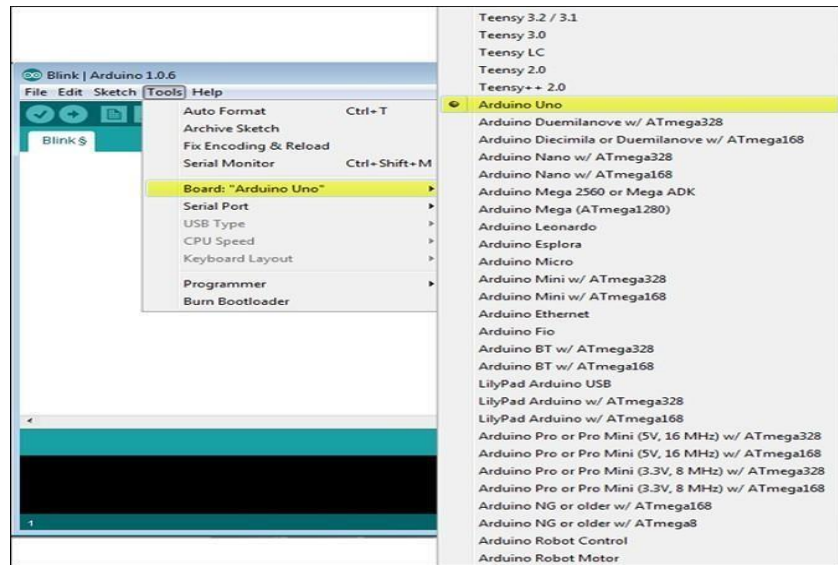 Blink | Arduino 1.0.6
File Edit Sketch Tools Help
Blink §
Auto Format Ctrl+T
Archive Sketch
Fix Encoding & Reload
Serial Monitor Ctrl+Shift+M
Board: "Arduino Uno"
Serial Port
USB Type
CPU Speed
Keyboard Layout
Programmer
Burn Bootloader
1
Teensy 3.2 / 3.1
Teensy 3.0
Teensy LC
Teensy 2.0
Teensy++ 2.0
Arduino Uno
Arduino Duemilanove w/ ATmega328
Arduino Diecimila or Duemilanove w/ ATmega168
Arduino Nano w/ ATmega328
Arduino Nano w/ ATmega168
Arduino Mega 2560 or Mega ADK
Arduino Mega (ATmega1280)
Arduino Leonardo
Arduino Esplora
Arduino Micro
Arduino Mini w/ ATmega328
Arduino Mini w/ ATmega168
Arduino Ethernet
Arduino Fio
Arduino BT w/ ATmega328
Arduino BT w/ ATmega168
LilyPad Arduino USB
LilyPad Arduino w/ ATmega328
LilyPad Arduino w/ ATmega168
Arduino Pro or Pro Mini (5V, 16 MHz) w/ ATmega328
Arduino Pro or Pro Mini (5V, 16 MHz) w/ ATmega168
Arduino Pro or Pro Mini (3.3V, 8 MHz) w/ ATmega328
Arduino Pro or Pro Mini (3.3V, 8 MHz) w/ ATmega168
Arduino NG or older w/ ATmega168
Arduino NG or older w/ ATmega8
Arduino Robot Control
Arduino Robot Motor